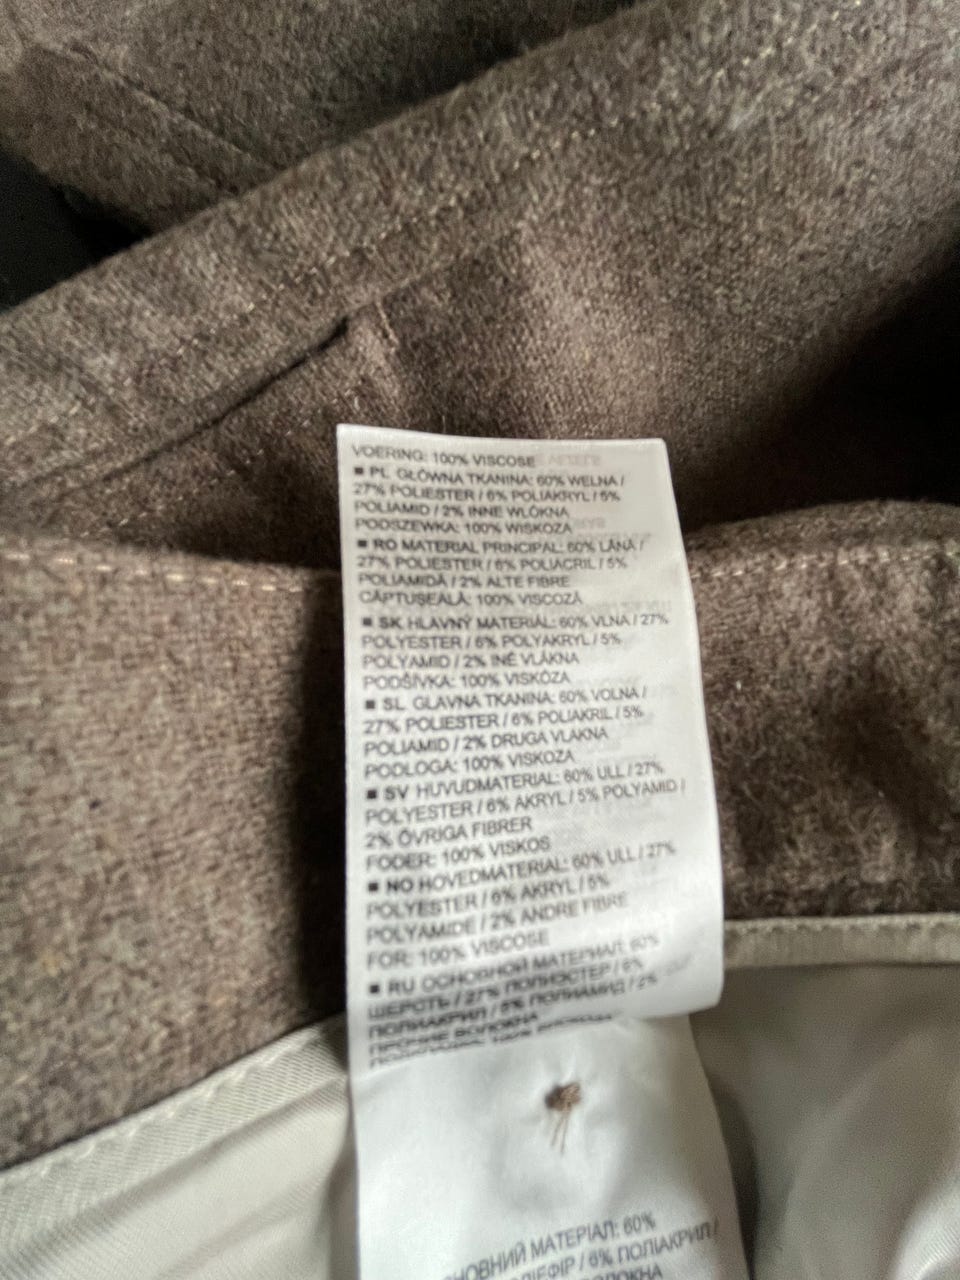 VOERING: 100% VISCOSE
■ PL GŁÓWNA TKANINA: 60% WEŁNA /
27% POLIESTER / 6% POLIAKRYL / 5%
POLIAMID / 2% INNE WŁÓKNA
PODSZEWKA: 100% WISKOZA
■ RO MATERIAL PRINCIPAL: 60% LÂNĂ /
27% POLIESTER / 6% POLIACRIL / 5%
POLIAMIDĂ / 2% ALTE FIBRE
CĂPTUȘEALĂ: 100% VISCOZĂ
■ SK HLAVNÝ MATERIÁL: 60% VLNA / 27%
POLYESTER / 6% POLYAKRYL / 5%
POLYAMID / 2% INÉ VLÁKNA
PODŠÍVKA: 100% VISKÓZA
■ SL GLAVNA TKANINA: 60% VOLNA /
27% POLIESTER / 6% POLIAKRIL / 5%
POLIAMID / 2% DRUGA VLAKNA
PODLOGA: 100% VISKOZA
■ SV HUVUDMATERIAL: 60% ULL / 27%
POLYESTER / 6% AKRYL / 5% POLYAMID /
2% ÖVRIGA FIBRER
FODER: 100% VISKOS
■ NO HOVEDMATERIAL: 60% ULL / 27%
POLYESTER / 6% AKRYL / 5%
POLYAMIDE / 2% ANDRE FIBRE
FOR: 100% VISCOSE
■ RU ОСНОВНОЙ МАТЕРИАЛ: 60%
ШЕРСТЬ / 27% ПОЛИЭСТЕР / 6%
ПОЛИАКРИЛ / 5% ПОЛИАМИД / 2%
ПРОЧИЕ ВОЛОКНА
НОВНИЙ МАТЕРІАЛ: 60%
ІЕФІР / 6% ПОЛІАКРИЛ /
ВОЛОКНА